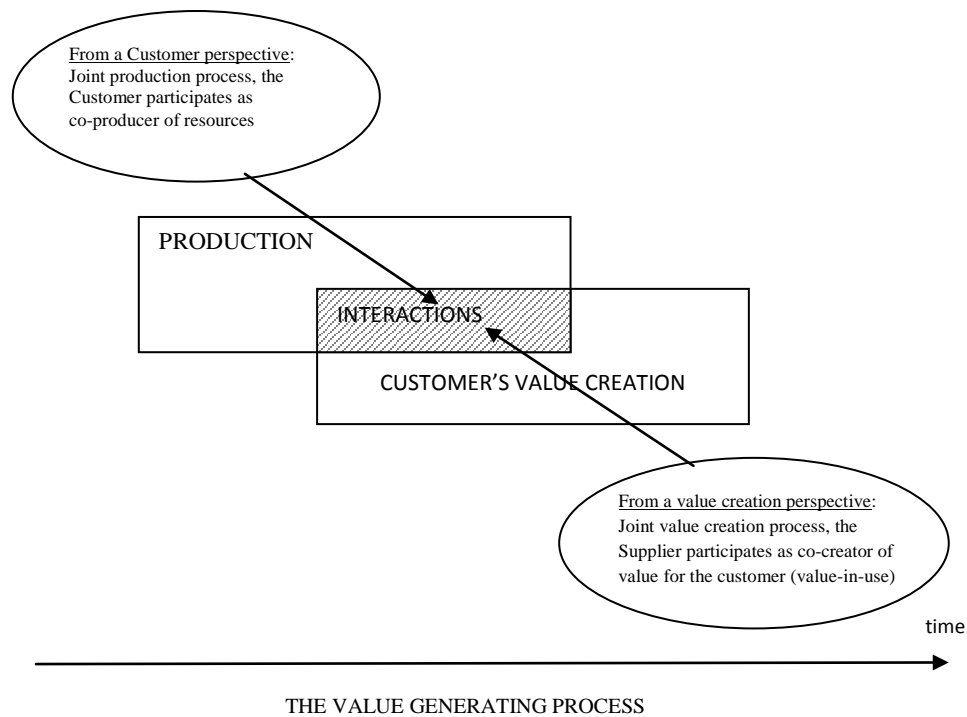 From a Customer perspective:
Joint production process, the
Customer participates as
co-producer of resources
PRODUCTION
INTERACTIONS
CUSTOMER’S VALUE CREATION
From a value creation perspective:
Joint value creation process, the
Supplier participates as co-creator of
value for the customer (value-in-use)
time
THE VALUE GENERATING PROCESS